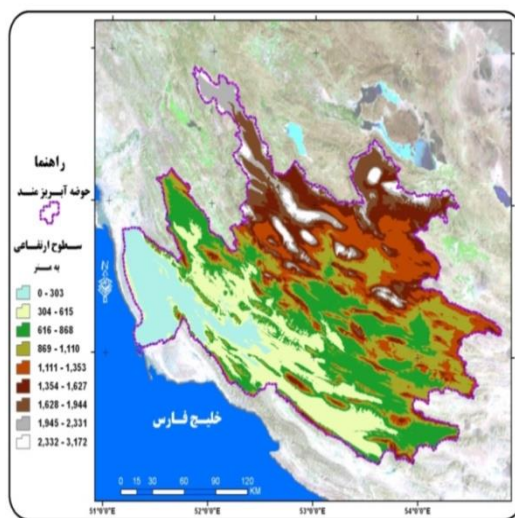 راهنما
حوضه آبریز مند
سطوح ارتفاعی
به متر
0 - 303
304 - 615
616 - 868
869 - 1,110
1,111 - 1,353
1,354 - 1,627
1,628 - 1,944
1,945 - 2,331
2,332 - 3,172
N
خلیج فارس
0 15 30 60 90 120
KM
51°0'0"E 52°0'0"E 53°0'0"E 54°0'0"E